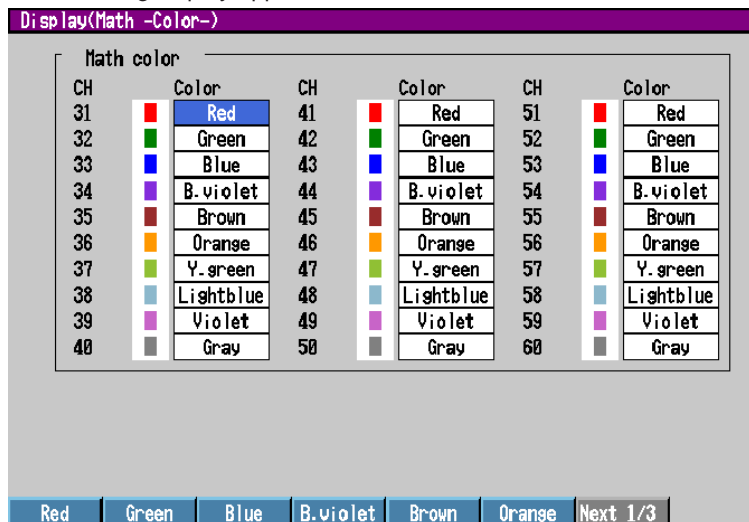 Display(Math -Color-)
Math color
CH Color CH Color CH Color
31 Red 41 Red 51 Red
32 Green 42 Green 52 Green
33 Blue 43 Blue 53 Blue
34 B.violet 44 B.violet 54 B.violet
35 Brown 45 Brown 55 Brown
36 Orange 46 Orange 56 Orange
37 Y.green 47 Y.green 57 Y.green
38 Lightblue 48 Lightblue 58 Lightblue
39 Violet 49 Violet 59 Violet
40 Gray 50 Gray 60 Gray
Red Green Blue B.violet Brown Orange Next 1/3